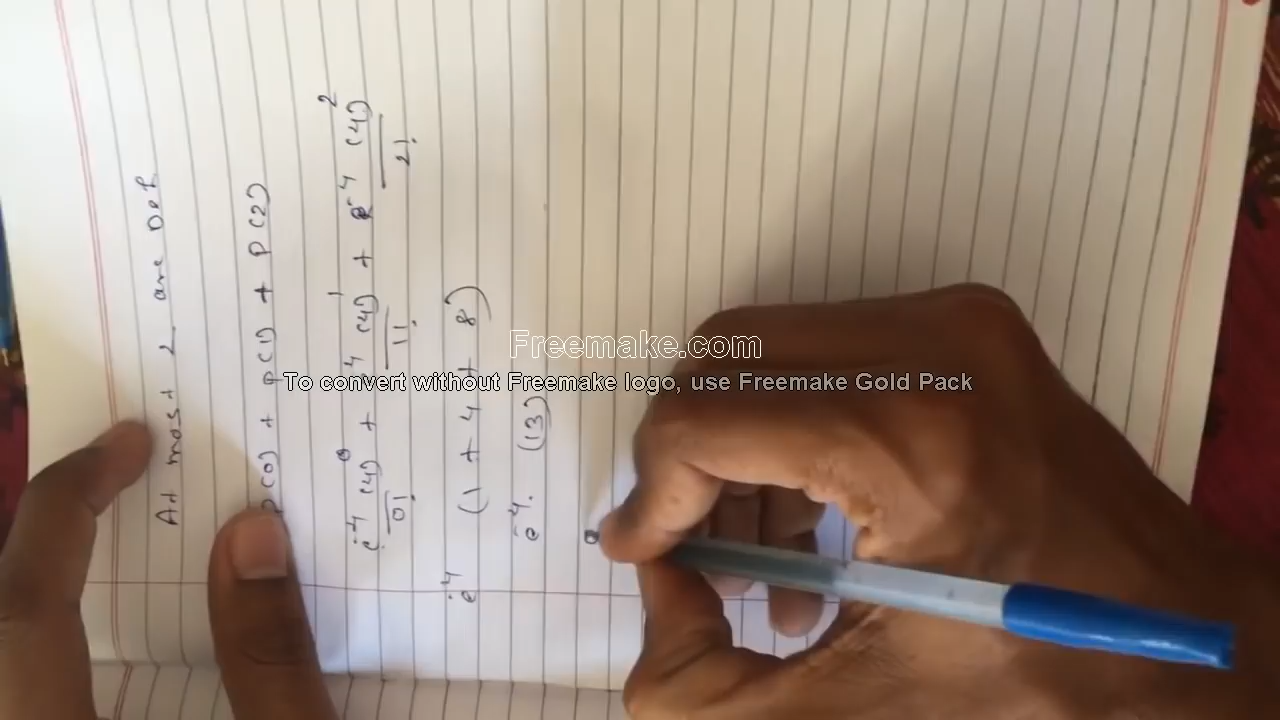 At most 2 are Def
P(0) + P(1) + P(2)
e⁻⁴ (4)⁰/0! + e⁻⁴ (4)¹/1! + e⁻⁴ (4)²/2!
e⁻⁴ (1 + 4 + 8)
e⁻⁴. (13)
Freemake.com
To convert without Freemake logo, use Freemake Gold Pack